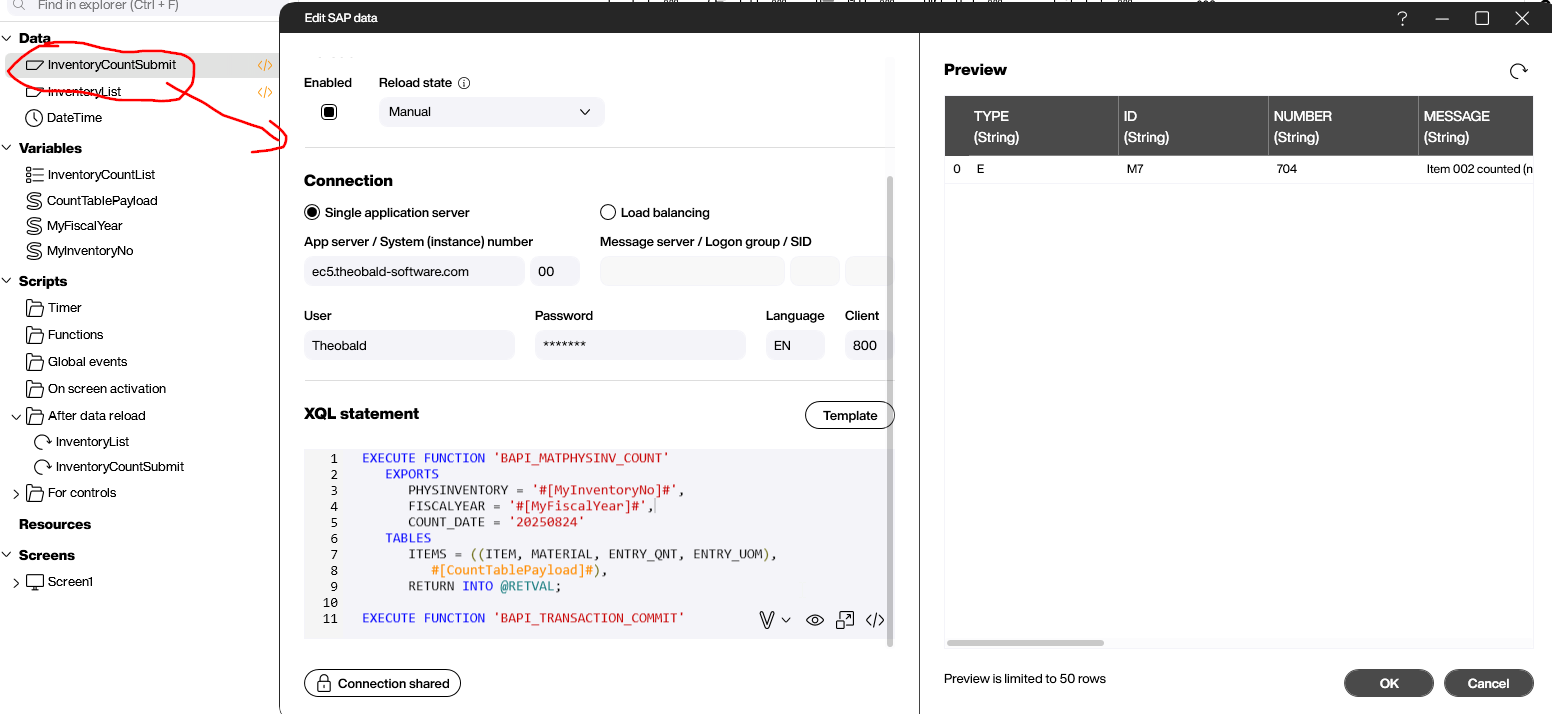 Find in explorer (Ctrl + F)
Data
InventoryCountSubmit
InventoryList
DateTime
Variables
InventoryCountList
CountTablePayload
MyFiscalYear
MyInventoryNo
Scripts
Timer
Functions
Global events
On screen activation
After data reload
InventoryList
InventoryCountSubmit
For controls
Resources
Screens
Screen1
Edit SAP data
Enabled Reload state
Manual
Connection
Single application server Load balancing
App server / System (instance) number Message server / Logon group / SID
ec5.theobald-software.com 00
User Password Language Client
Theobald ******* EN 800
XQL statement Template
1 EXECUTE FUNCTION 'BAPI_MATPHYSINV_COUNT'
2 EXPORTS
3 PHYSINVENTORY = '#[MyInventoryNo]#',
4 FISCALYEAR = '#[MyFiscalYear]#',
5 COUNT_DATE = '20250824'
6 TABLES
7 ITEMS = ((ITEM, MATERIAL, ENTRY_QNT, ENTRY_UOM),
8 #[CountTablePayload]#),
9 RETURN INTO @RETVAL;
10
11 EXECUTE FUNCTION 'BAPI_TRANSACTION_COMMIT'
Connection shared
Preview
TYPE ID NUMBER MESSAGE
(String) (String) (String) (String)
0 E M7 704 Item 002 counted (n
Preview is limited to 50 rows
OK Cancel